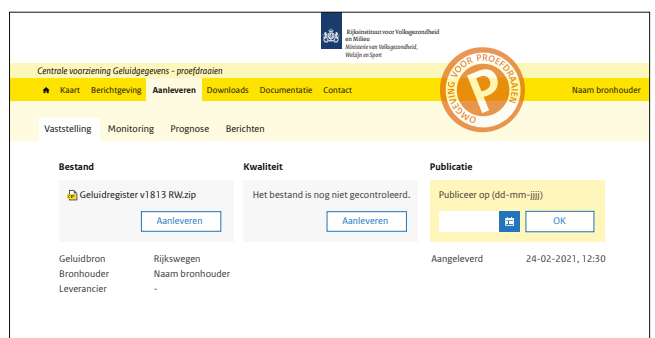 Rijksinstituut voor Volksgezondheid
en Milieu
Ministerie van Volksgezondheid,
Welzijn en Sport
Centrale voorziening Geluidgegevens - proefdraaien
Kaart Berichtgeving Aanleveren Downloads Documentatie Contact Naam bronhouder
OMGEVING VOOR PROEFDRAAIEN
P
Vaststelling Monitoring Prognose Berichten
Bestand Kwaliteit Publicatie
Geluidregister v1813 RW.zip Het bestand is nog niet gecontroleerd. Publiceer op (dd-mm-jjjj)
Aanleveren Aanleveren OK
Geluidbron Rijkswegen Aangeleverd 24-02-2021, 12:30
Bronhouder Naam bronhouder
Leverancier -